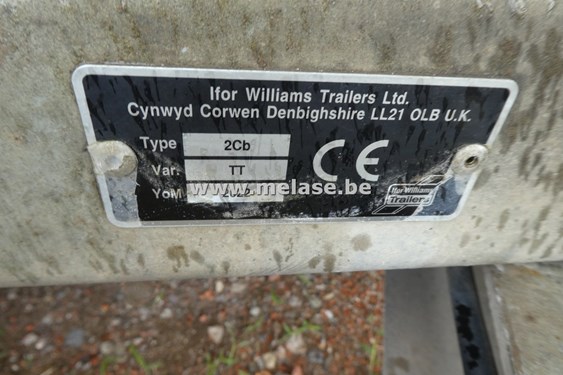 Ifor Williams Trailers Ltd.
Cynwyd Corwen Denbighshire LL21 OLB U.K.
Type 2Cb
Var. TT
www.melase.be
YoM
CE
Ifor Williams
Trailers